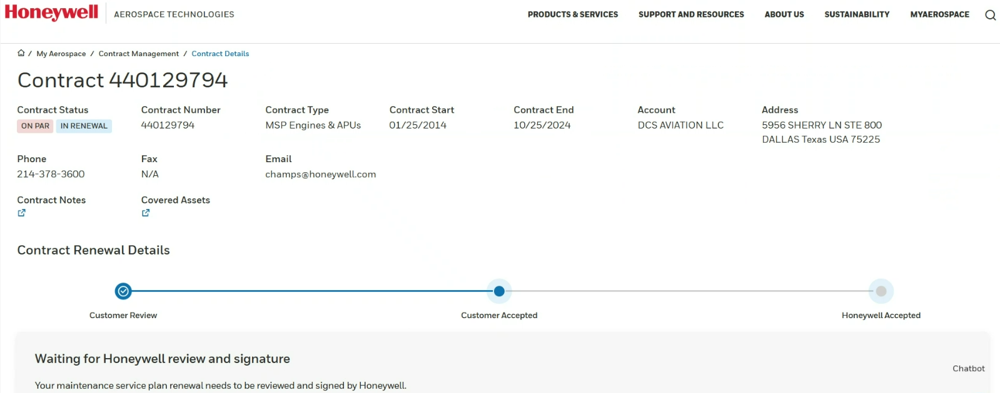 Honeywell AEROSPACE TECHNOLOGIES PRODUCTS & SERVICES SUPPORT AND RESOURCES ABOUT US SUSTAINABILITY MYAEROSPACE
/ My Aerospace / Contract Management / Contract Details
Contract 440129794
Contract Status Contract Number Contract Type Contract Start Contract End Account Address
ON PAR IN RENEWAL 440129794 MSP Engines & APUs 01/25/2014 10/25/2024 DCS AVIATION LLC 5956 SHERRY LN STE 800
DALLAS Texas USA 75225
Phone Fax Email
214-378-3600 N/A champs@honeywell.com
Contract Notes Covered Assets
Contract Renewal Details
Customer Review Customer Accepted Honeywell Accepted
Waiting for Honeywell review and signature
Chatbot
Your maintenance service plan renewal needs to be reviewed and signed by Honeywell.